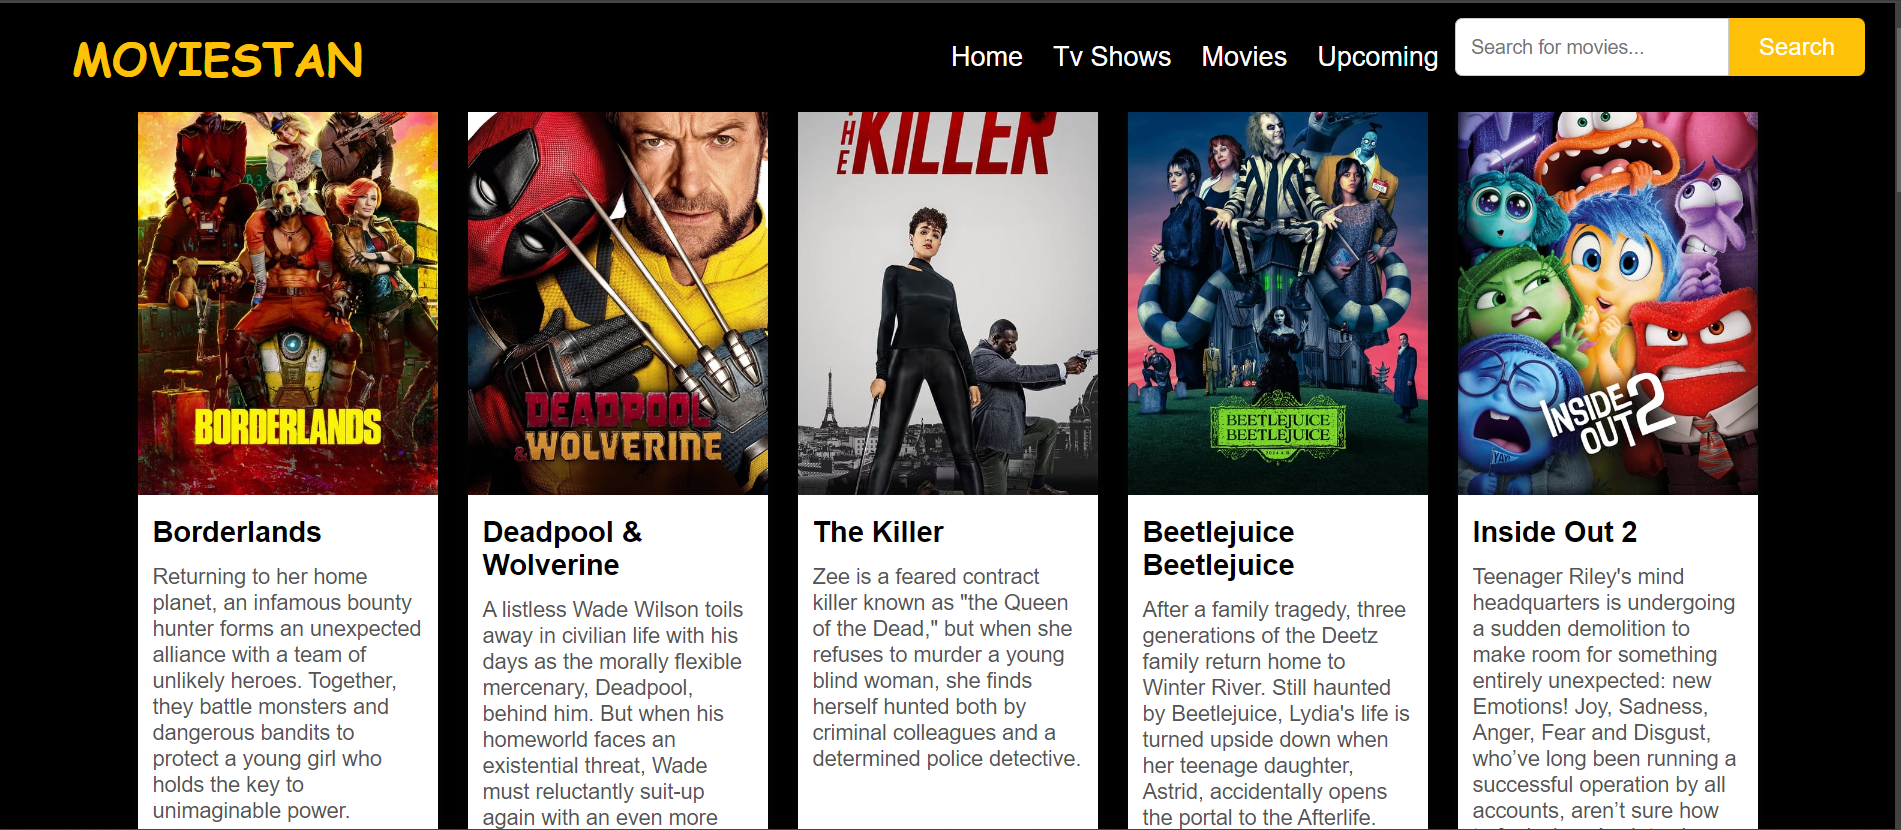 MOVIESTAN
Home Tv Shows Movies Upcoming
Search for movies...
Search
BORDERLANDS
Borderlands
Returning to her home
planet, an infamous bounty
hunter forms an unexpected
alliance with a team of
unlikely heroes. Together,
they battle monsters and
dangerous bandits to
protect a young girl who
holds the key to
unimaginable power.
DEADPOOL
& WOLVERINE
Deadpool &
Wolverine
A listless Wade Wilson toils
away in civilian life with his
days as the morally flexible
mercenary, Deadpool,
behind him. But when his
homeworld faces an
existential threat, Wade
must reluctantly suit-up
again with an even more
THE KILLER
The Killer
Zee is a feared contract
killer known as "the Queen
of the Dead," but when she
refuses to murder a young
blind woman, she finds
herself hunted both by
criminal colleagues and a
determined police detective.
BEETLEJUICE
BEETLEJUICE
Beetlejuice
Beetlejuice
After a family tragedy, three
generations of the Deetz
family return home to
Winter River. Still haunted
by Beetlejuice, Lydia's life is
turned upside down when
her teenage daughter,
Astrid, accidentally opens
the portal to the Afterlife.
INSIDE
OUT 2
Inside Out 2
Teenager Riley's mind
headquarters is undergoing
a sudden demolition to
make room for something
entirely unexpected: new
Emotions! Joy, Sadness,
Anger, Fear and Disgust,
who’ve long been running a
successful operation by all
accounts, aren’t sure how